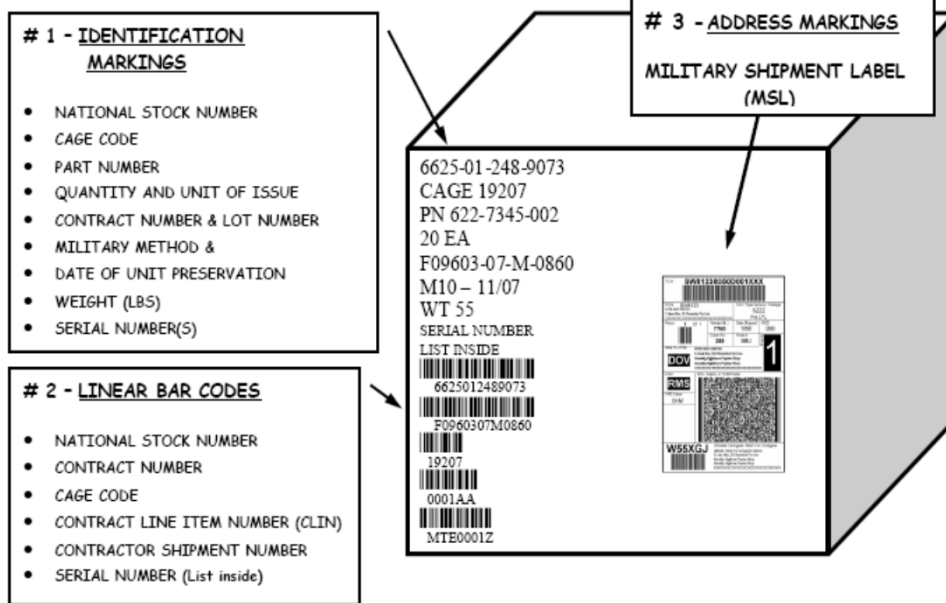 # 1 - IDENTIFICATION
MARKINGS
• NATIONAL STOCK NUMBER
• CAGE CODE
• PART NUMBER
• QUANTITY AND UNIT OF ISSUE
• CONTRACT NUMBER & LOT NUMBER
• MILITARY METHOD &
• DATE OF UNIT PRESERVATION
• WEIGHT (LBS)
• SERIAL NUMBER(S)
# 2 - LINEAR BAR CODES
• NATIONAL STOCK NUMBER
• CONTRACT NUMBER
• CAGE CODE
• CONTRACT LINE ITEM NUMBER (CLIN)
• CONTRACTOR SHIPMENT NUMBER
• SERIAL NUMBER (List inside)
# 3 - ADDRESS MARKINGS
MILITARY SHIPMENT LABEL
(MSL)
6625-01-248-9073
CAGE 19207
PN 622-7345-002
20 EA
F09603-07-M-0860
M10 – 11/07
WT 55
SERIAL NUMBER
LIST INSIDE
6625012489073
F0960307M0860
19207
0001AA
MTE0001Z
1
DOV
RMS
W55XGJ